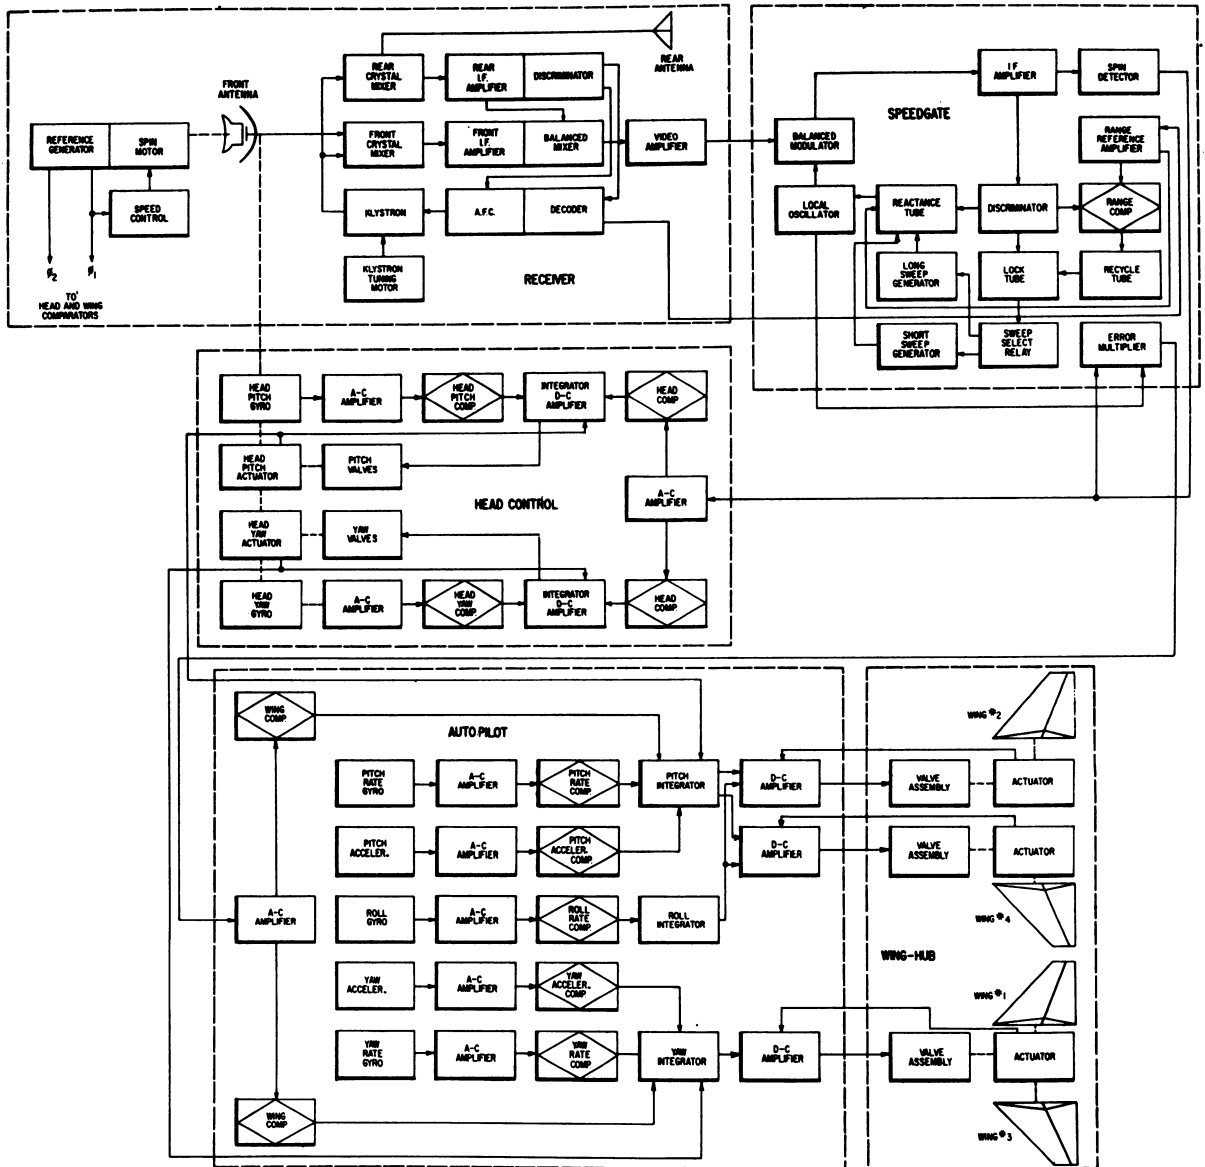 REAR ANTENNA
FRONT ANTENNA
REFERENCE GENERATOR
SPIN MOTOR
SPEED CONTROL
ø2
ø1
TO HEAD AND WING COMPARATORS
REAR CRYSTAL MIXER
REAR I.F. AMPLIFIER
DISCRIMINATOR
FRONT CRYSTAL MIXER
FRONT I.F. AMPLIFIER
BALANCED MIXER
VIDEO AMPLIFIER
KLYSTRON
A.F.C.
DECODER
KLYSTRON TUNING MOTOR
RECEIVER
I F AMPLIFIER
SPIN DETECTOR
SPEEDGATE
BALANCED MODULATOR
RANGE REFERENCE AMPLIFIER
LOCAL OSCILLATOR
REACTANCE TUBE
DISCRIMINATOR
RANGE COMP
LONG SWEEP GENERATOR
LOCK TUBE
RECYCLE TUBE
SHORT SWEEP GENERATOR
SWEEP SELECT RELAY
ERROR MULTIPLIER
HEAD PITCH GYRO
A-C AMPLIFIER
HEAD PITCH COMP.
INTEGRATOR D-C AMPLIFIER
HEAD COMP
HEAD PITCH ACTUATOR
PITCH VALVES
HEAD CONTROL
A-C AMPLIFIER
HEAD YAW ACTUATOR
YAW VALVES
HEAD YAW GYRO
A-C AMPLIFIER
HEAD YAW COMP.
INTEGRATOR D-C AMPLIFIER
HEAD COMP.
WING COMP.
AUTO PILOT
PITCH RATE GYRO
A-C AMPLIFIER
PITCH RATE COMP.
PITCH INTEGRATOR
D-C AMPLIFIER
VALVE ASSEMBLY
ACTUATOR
WING #2
PITCH ACCELER.
A-C AMPLIFIER
PITCH ACCELER. COMP.
D-C AMPLIFIER
VALVE ASSEMBLY
ACTUATOR
A-C AMPLIFIER
ROLL GYRO
A-C AMPLIFIER
ROLL RATE COMP.
ROLL INTEGRATOR
WING #4
WING-HUB
YAW ACCELER.
A-C AMPLIFIER
YAW ACCELER. COMP.
WING #1
YAW RATE GYRO
A-C AMPLIFIER
YAW RATE COMP
YAW INTEGRATOR
D-C AMPLIFIER
VALVE ASSEMBLY
ACTUATOR
WING COMP
WING #3